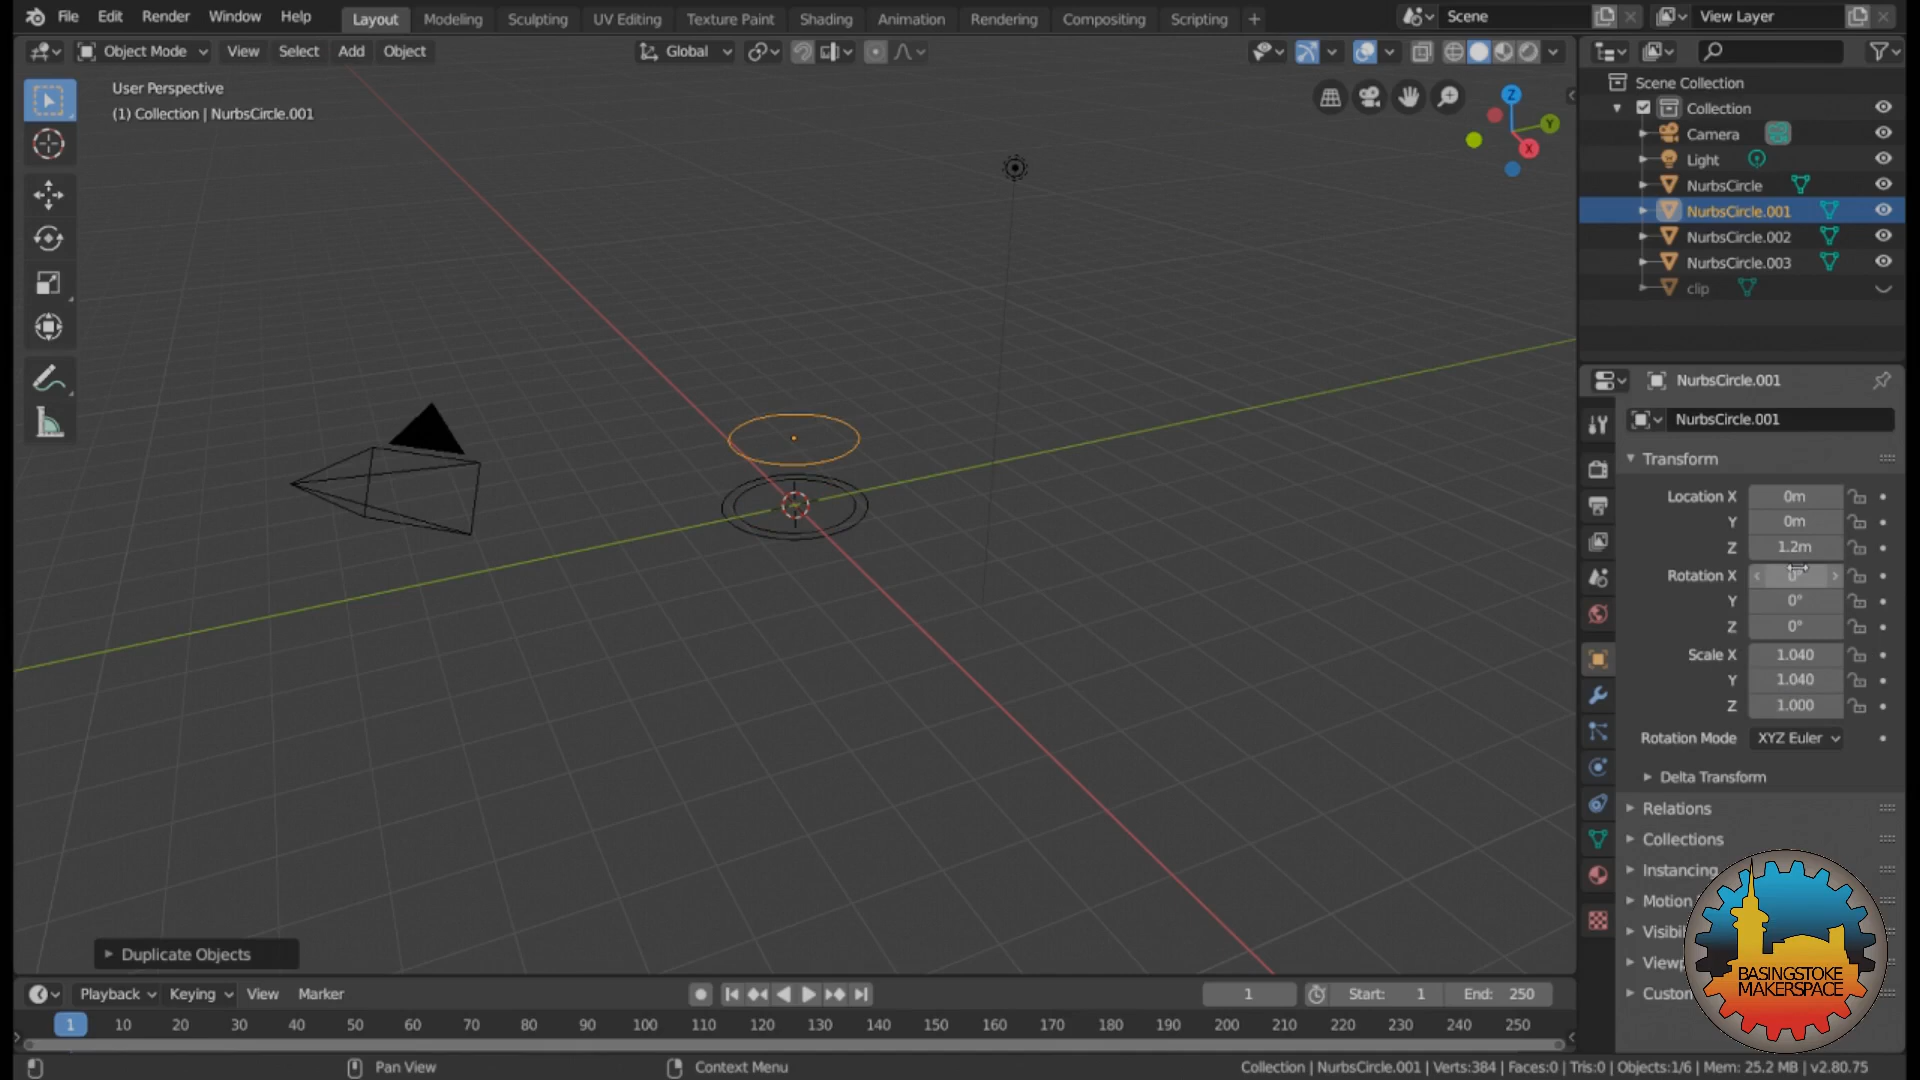 File Edit Render Window Help Layout Modeling Sculpting UV Editing Texture Paint Shading Animation Rendering Compositing Scripting + Scene View Layer
Object Mode View Select Add Object Global
User Perspective
(1) Collection | NurbsCircle.001
Z
Y
X
Scene Collection
Collection
Camera
Light
NurbsCircle
NurbsCircle.001
NurbsCircle.002
NurbsCircle.003
clip
NurbsCircle.001
NurbsCircle.001
Transform
Location X 0m
Y 0m
Z 1.2m
Rotation X 0°
Y 0°
Z 0°
Scale X 1.040
Y 1.040
Z 1.000
Rotation Mode XYZ Euler
Delta Transform
Relations
Collections
Instancing
Motion
Visibi
Viewp
Custon
BASINGSTOKE
MAKERSPACE
Duplicate Objects
Playback Keying View Marker 1 Start: 1 End: 250
1 10 20 30 40 50 60 70 80 90 100 110 120 130 140 150 160 170 180 190 200 210 220 230 240 250
Pan View Context Menu Collection | NurbsCircle.001 | Verts:384 | Faces:0 | Tris:0 | Objects:1/6 | Mem: 25.2 MB | v2.80.75